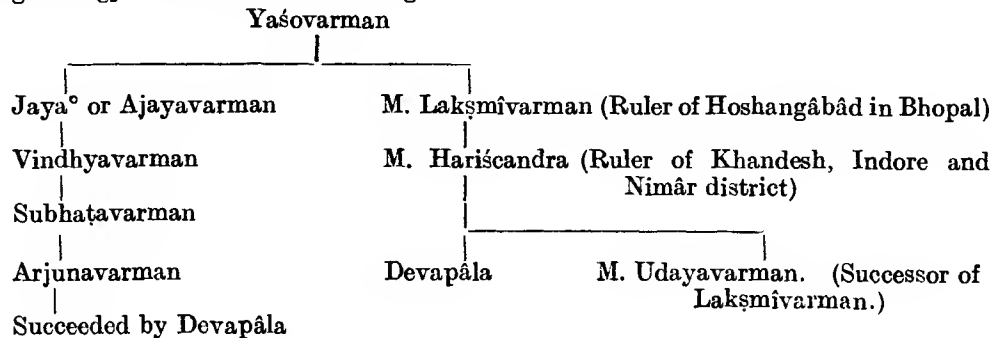 Yaśovarman
Jaya° or Ajayavarman M. Lakṣmîvarman (Ruler of Hoshangâbâd in Bhopal)
Vindhyavarman M. Hariścandra (Ruler of Khandesh, Indore and
Nimâr district)
Subhaṭavarman
Arjunavarman Devapâla M. Udayavarman. (Successor of
Lakṣmîvarman.)
Succeeded by Devapâla